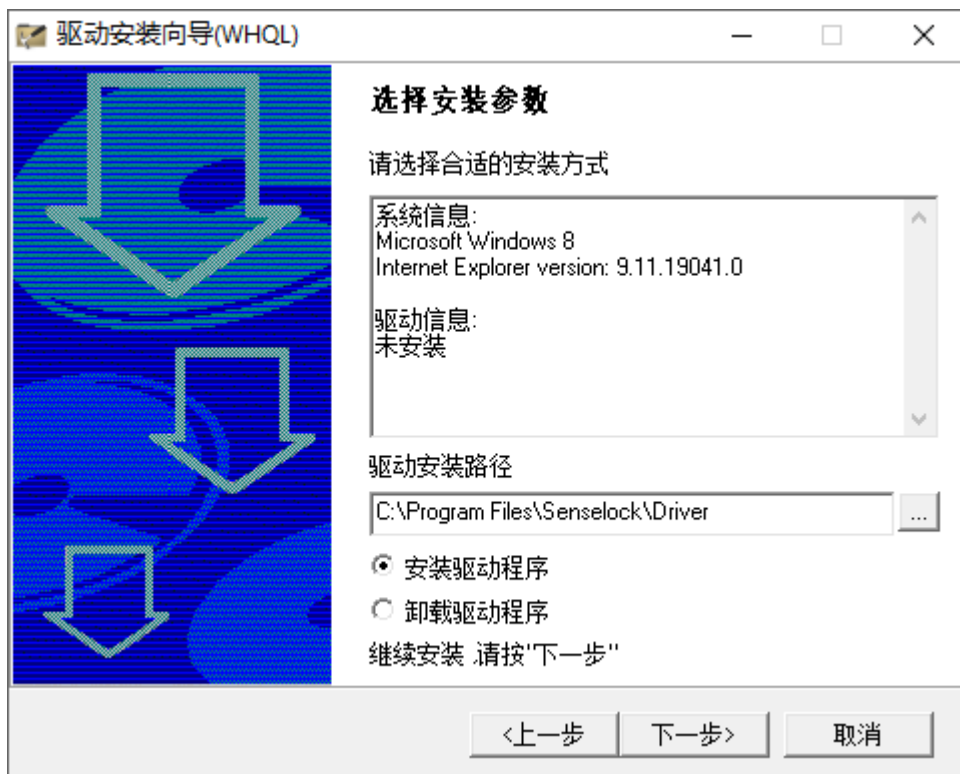 驱动安装向导(WHQL)
选择安装参数
请选择合适的安装方式
系统信息:
Microsoft Windows 8
Internet Explorer version: 9.11.19041.0
驱动信息:
未安装
驱动安装路径
C:\Program Files\Senselock\Driver
...
安装驱动程序
卸载驱动程序
继续安装,请按"下一步"
<上一步
下一步>
取消